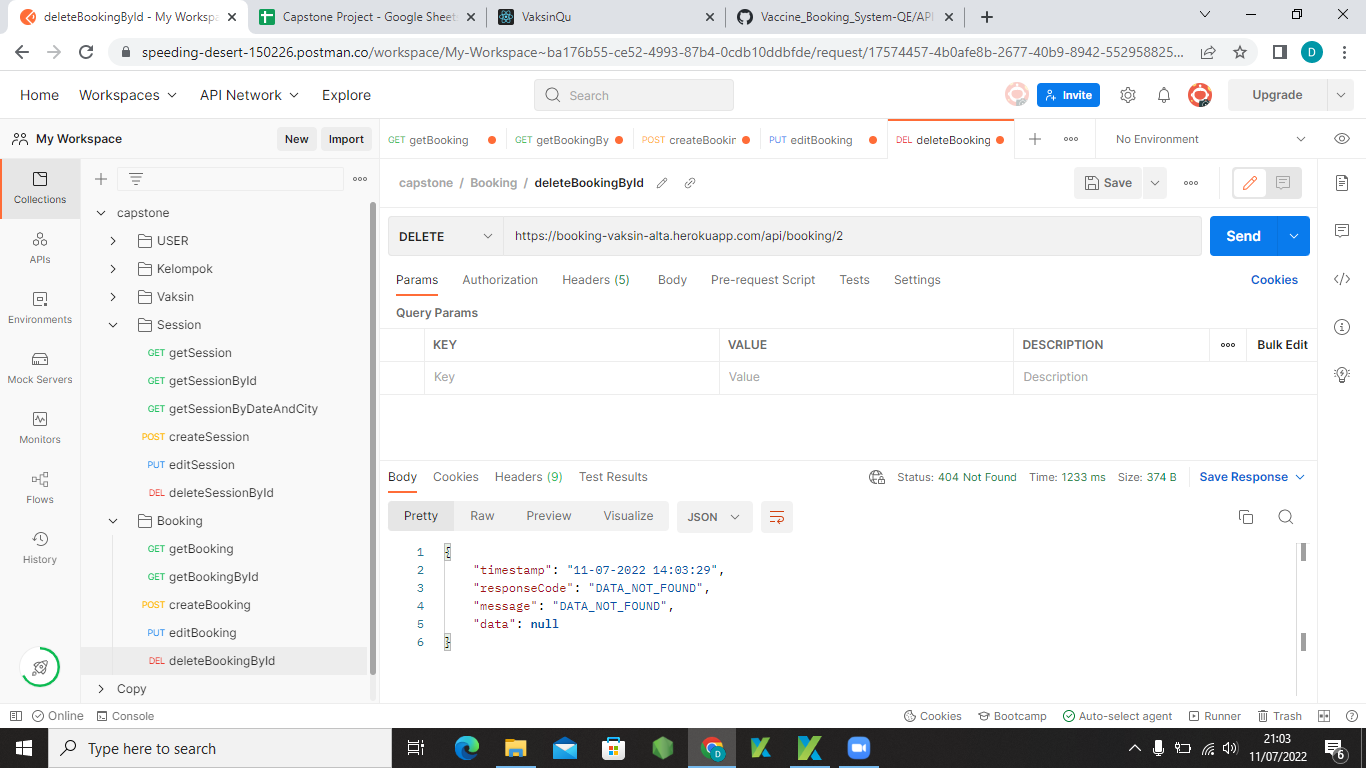 deleteBookingById - My Workspa
Capstone Project - Google Sheets
VaksinQu
Vaccine_Booking_System-QE/API
speeding-desert-150226.postman.co/workspace/My-Workspace~ba176b55-ce52-4993-87b4-0cdb10ddbfde/request/17574457-4b0afe8b-2677-40b9-8942-552958825...
D
Home
Workspaces
API Network
Explore
Search
Invite
Upgrade
My Workspace
New
Import
GET getBooking
GET getBookingBy
POST createBookin
PUT editBooking
DEL deleteBooking
No Environment
Collections
APIs
Environments
Mock Servers
Monitors
Flows
History
capstone
USER
Kelompok
Vaksin
Session
GET getSession
GET getSessionById
GET getSessionByDateAndCity
POST createSession
PUT editSession
DEL deleteSessionById
Booking
GET getBooking
GET getBookingById
POST createBooking
PUT editBooking
DEL deleteBookingById
Copy
capstone / Booking / deleteBookingById
Save
DELETE
https://booking-vaksin-alta.herokuapp.com/api/booking/2
Send
Params
Authorization
Headers (5)
Body
Pre-request Script
Tests
Settings
Cookies
Query Params
KEY
VALUE
DESCRIPTION
Bulk Edit
Key
Value
Description
Body
Cookies
Headers (9)
Test Results
Status: 404 Not Found
Time: 1233 ms
Size: 374 B
Save Response
Pretty
Raw
Preview
Visualize
JSON
1 {
2 "timestamp": "11-07-2022 14:03:29",
3 "responseCode": "DATA_NOT_FOUND",
4 "message": "DATA_NOT_FOUND",
5 "data": null
6 }
Online
Console
Cookies
Bootcamp
Auto-select agent
Runner
Trash
Type here to search
D
21:03
11/07/2022
6